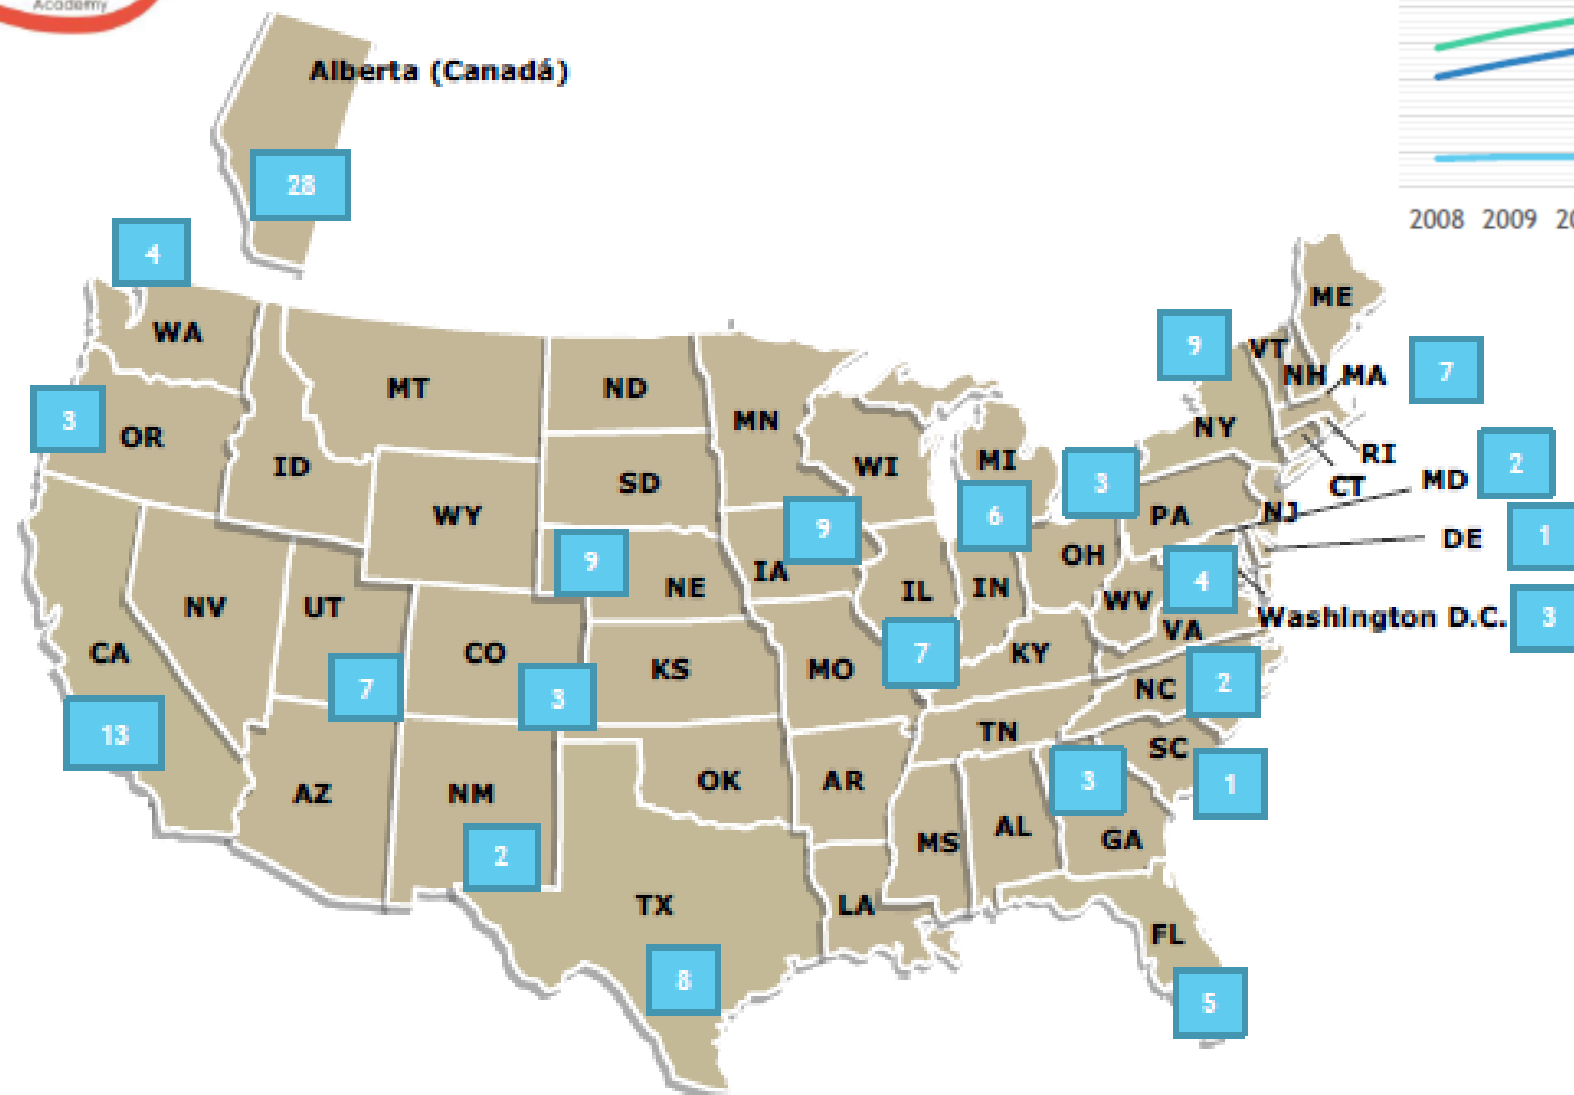 Academy
Alberta (Canadá)
28
2008 2009
4
WA
ME
9
VT
NH
MA
7
3
OR
MT
ND
MN
NY
ID
SD
WI
MI
3
RI
CT
MD
2
WY
9
6
PA
NJ
DE
1
9
NE
IA
IL
IN
OH
WV
4
VA
Washington D.C.
3
NV
UT
CA
CO
KS
MO
7
KY
7
3
NC
2
13
TN
SC
AZ
NM
OK
AR
3
1
2
MS
AL
GA
TX
LA
FL
8
5